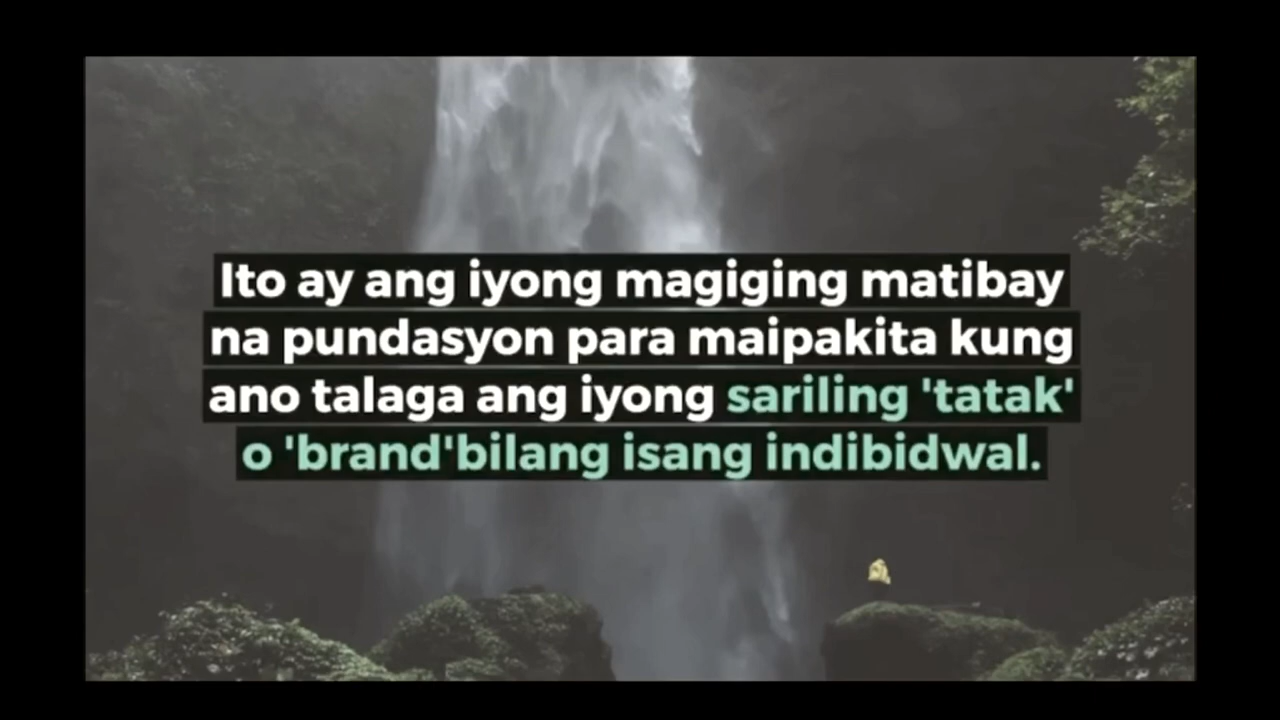 Ito ay ang iyong magiging matibay
na pundasyon para maipakita kung
ano talaga ang iyong sariling 'tatak'
o 'brand'bilang isang indibidwal.